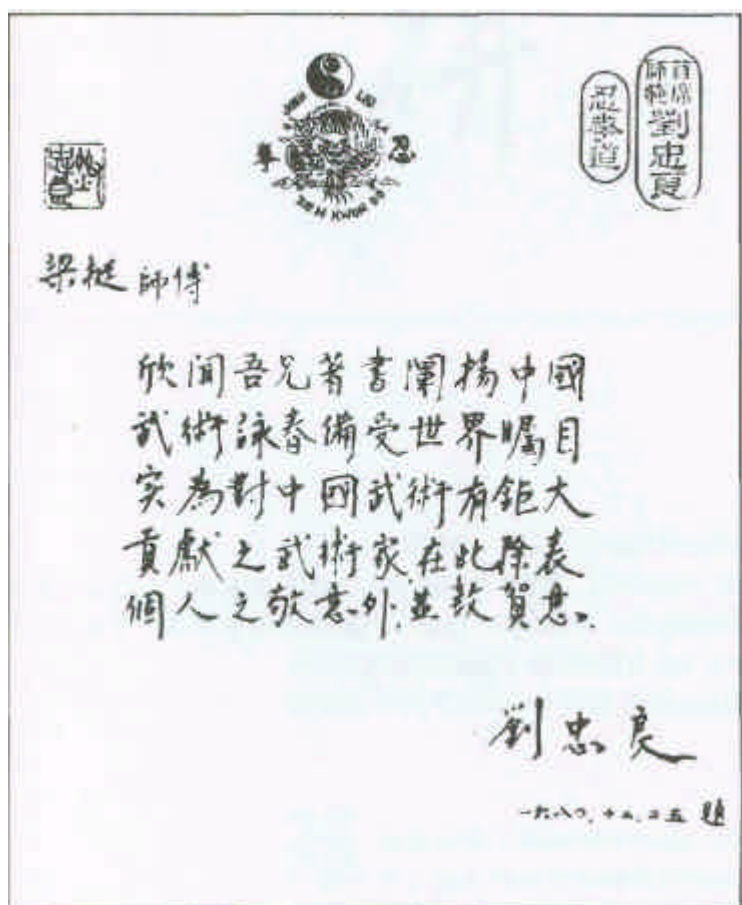 首席
師範
劉忠良
忍拳道
拳 忍
梁挺師傅
欣聞吾兄著書闡揚中國
武術詠春備受世界矚目
实為對中國武術有鉅大
貢獻之武術家在此除表
個人之敬意外,並致賀意。
劉忠良
一九八〇.十二.二五 題